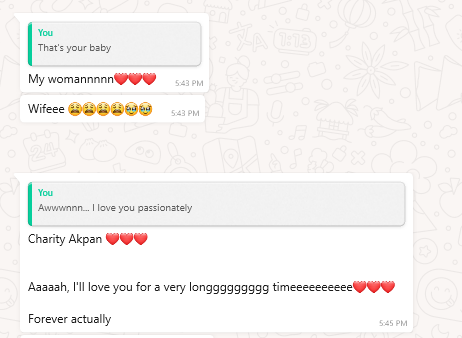 You
That's your baby
My womannnnn❤️❤️❤️
5:43 PM
Wifeee 😫😫😫😫🥹🥹
5:43 PM
You
Awwwnnn... I love you passionately
Charity Akpan ❤️❤️❤️
Aaaaah, I'll love you for a very longgggggggg timeeeeeeeeee❤️❤️❤️
Forever actually
5:45 PM